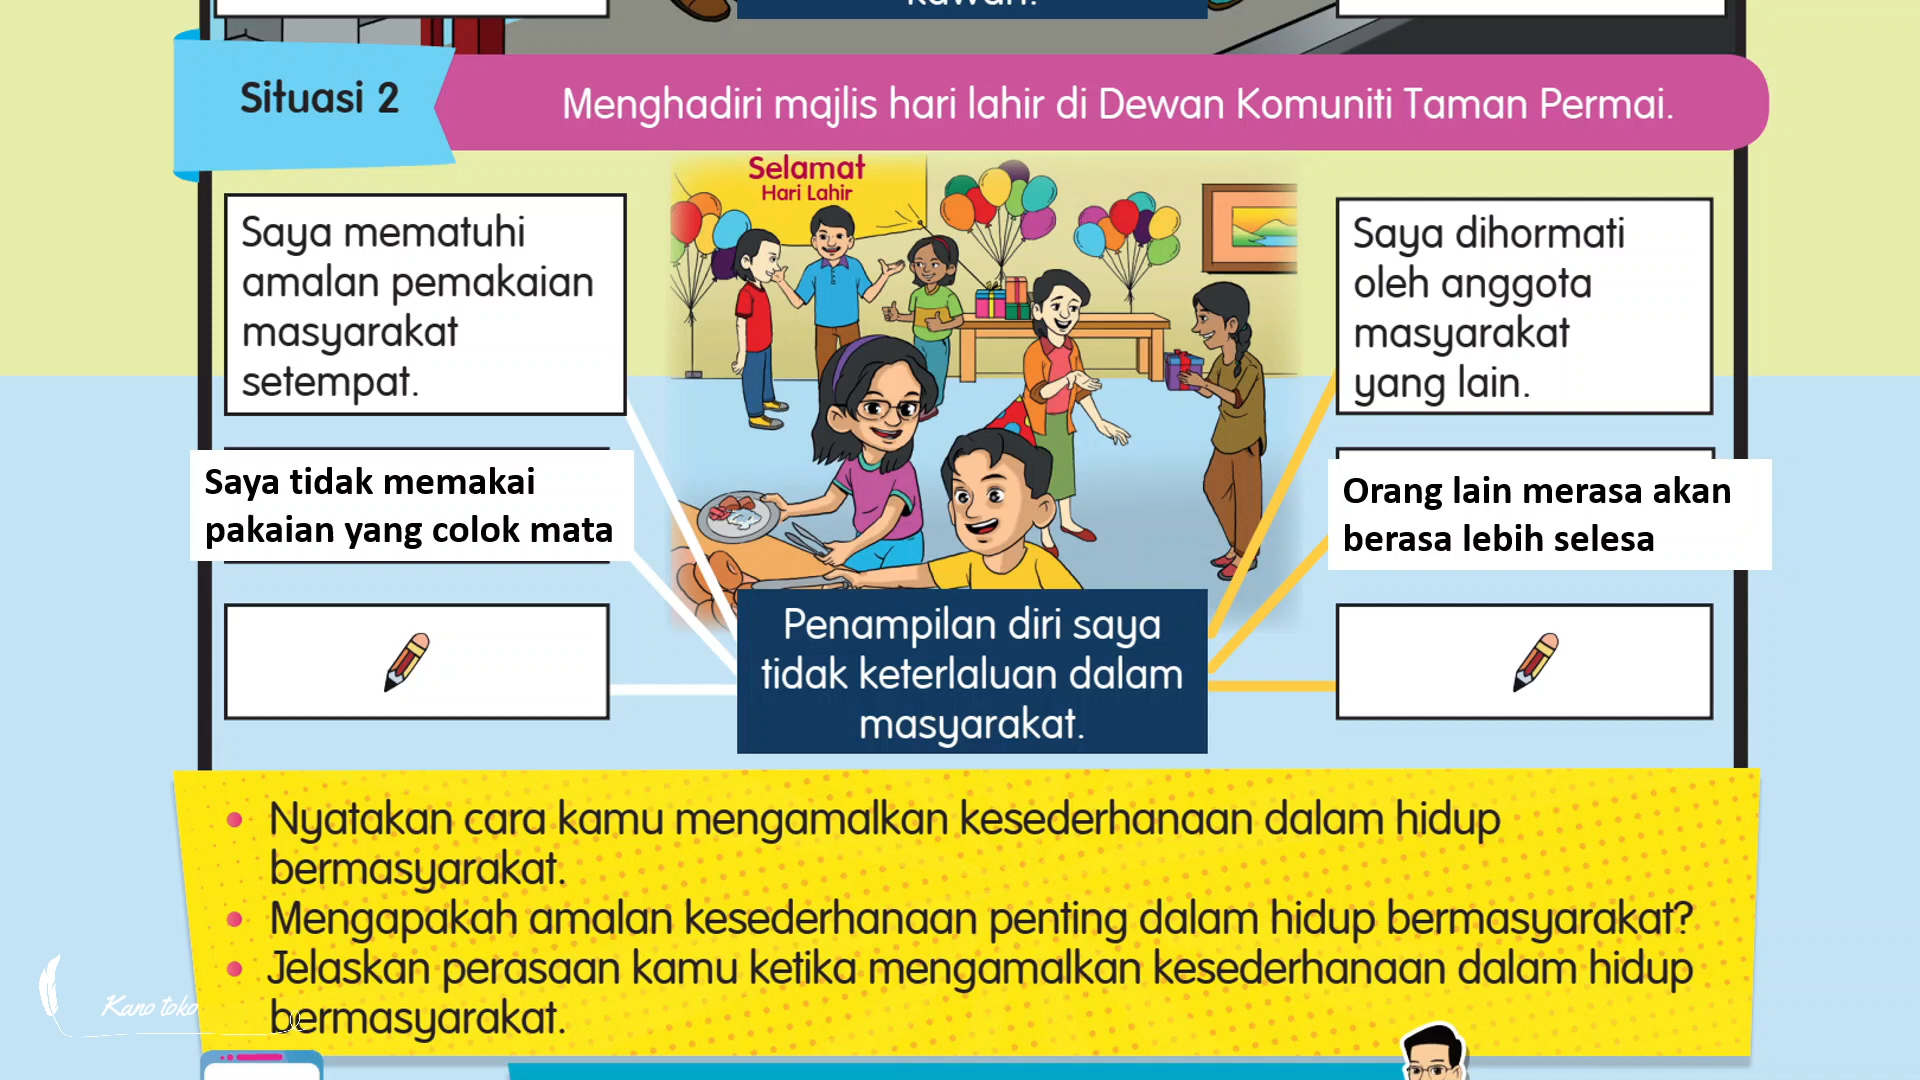 Situasi 2
Menghadiri majlis hari lahir di Dewan Komuniti Taman Permai.
Selamat
Hari Lahir
Saya mematuhi
amalan pemakaian
masyarakat
setempat.
Saya dihormati
oleh anggota
masyarakat
yang lain.
Saya tidak memakai
pakaian yang colok mata
Orang lain merasa akan
berasa lebih selesa
Penampilan diri saya
tidak keterlaluan dalam
masyarakat.
• Nyatakan cara kamu mengamalkan kesederhanaan dalam hidup
bermasyarakat.
• Mengapakah amalan kesederhanaan penting dalam hidup bermasyarakat?
• Jelaskan perasaan kamu ketika mengamalkan kesederhanaan dalam hidup
bermasyarakat.
Kano toko